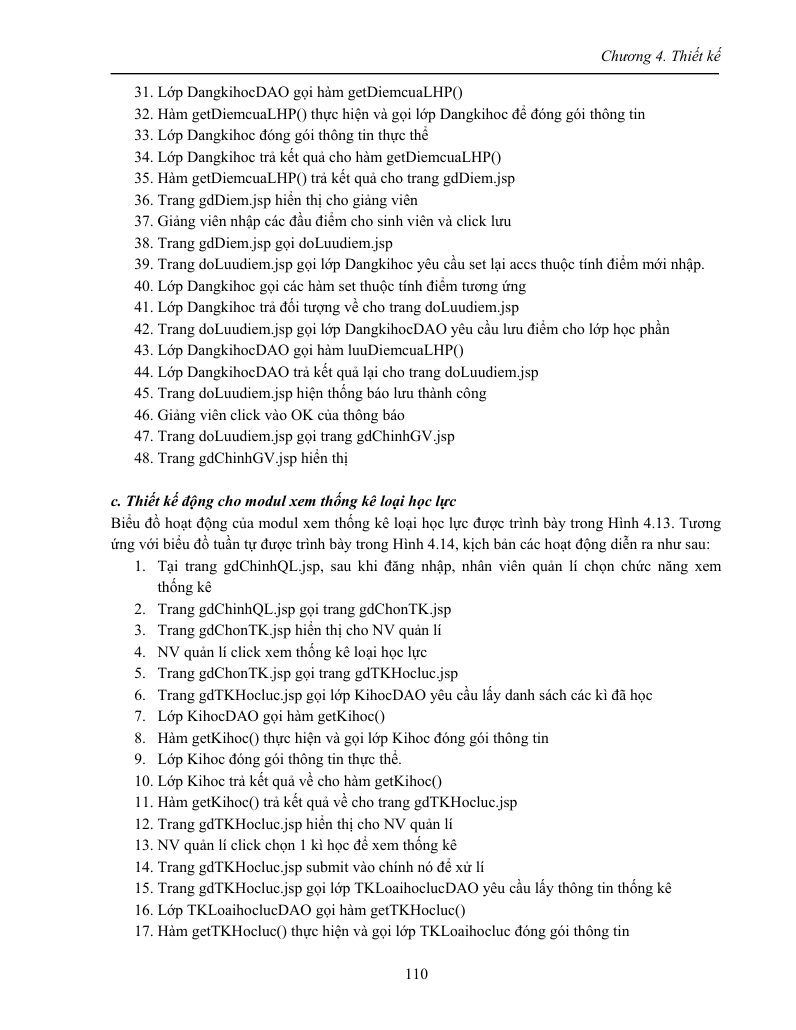 Chương 4. Thiết kế
31. Lớp DangkihocDAO gọi hàm getDiemcuaLHP()
32. Hàm getDiemcuaLHP() thực hiện và gọi lớp Dangkihoc để đóng gói thông tin
33. Lớp Dangkihoc đóng gói thông tin thực thể
34. Lớp Dangkihoc trả kết quả cho hàm getDiemcuaLHP()
35. Hàm getDiemcuaLHP() trả kết quả cho trang gdDiem.jsp
36. Trang gdDiem.jsp hiển thị cho giảng viên
37. Giảng viên nhập các đầu điểm cho sinh viên và click lưu
38. Trang gdDiem.jsp gọi doLuudiem.jsp
39. Trang doLuudiem.jsp gọi lớp Dangkihoc yêu cầu set lại accs thuộc tính điểm mới nhập.
40. Lớp Dangkihoc gọi các hàm set thuộc tính điểm tương ứng
41. Lớp Dangkihoc trả đối tượng về cho trang doLuudiem.jsp
42. Trang doLuudiem.jsp gọi lớp DangkihocDAO yêu cầu lưu điểm cho lớp học phần
43. Lớp DangkihocDAO gọi hàm luuDiemcuaLHP()
44. Lớp DangkihocDAO trả kết quả lại cho trang doLuudiem.jsp
45. Trang doLuudiem.jsp hiện thống báo lưu thành công
46. Giảng viên click vào OK của thông báo
47. Trang doLuudiem.jsp gọi trang gdChinhGV.jsp
48. Trang gdChinhGV.jsp hiển thị
c. Thiết kế động cho modul xem thống kê loại học lực
Biểu đồ hoạt động của modul xem thống kê loại học lực được trình bày trong Hình 4.13. Tương
ứng với biểu đồ tuần tự được trình bày trong Hình 4.14, kịch bản các hoạt động diễn ra như sau:
1. Tại trang gdChinhQL.jsp, sau khi đăng nhập, nhân viên quản lí chọn chức năng xem
thống kê
2. Trang gdChinhQL.jsp gọi trang gdChonTK.jsp
3. Trang gdChonTK.jsp hiển thị cho NV quản lí
4. NV quản lí click xem thống kê loại học lực
5. Trang gdChonTK.jsp gọi trang gdTKHocluc.jsp
6. Trang gdTKHocluc.jsp gọi lớp KihocDAO yêu cầu lấy danh sách các kì đã học
7. Lớp KihocDAO gọi hàm getKihoc()
8. Hàm getKihoc() thực hiện và gọi lớp Kihoc đóng gói thông tin
9. Lớp Kihoc đóng gói thông tin thực thể.
10. Lớp Kihoc trả kết quả về cho hàm getKihoc()
11. Hàm getKihoc() trả kết quả về cho trang gdTKHocluc.jsp
12. Trang gdTKHocluc.jsp hiển thị cho NV quản lí
13. NV quản lí click chọn 1 kì học để xem thống kê
14. Trang gdTKHocluc.jsp submit vào chính nó để xử lí
15. Trang gdTKHocluc.jsp gọi lớp TKLoaihoclucDAO yêu cầu lấy thông tin thống kê
16. Lớp TKLoaihoclucDAO gọi hàm getTKHocluc()
17. Hàm getTKHocluc() thực hiện và gọi lớp TKLoaihocluc đóng gói thông tin
110